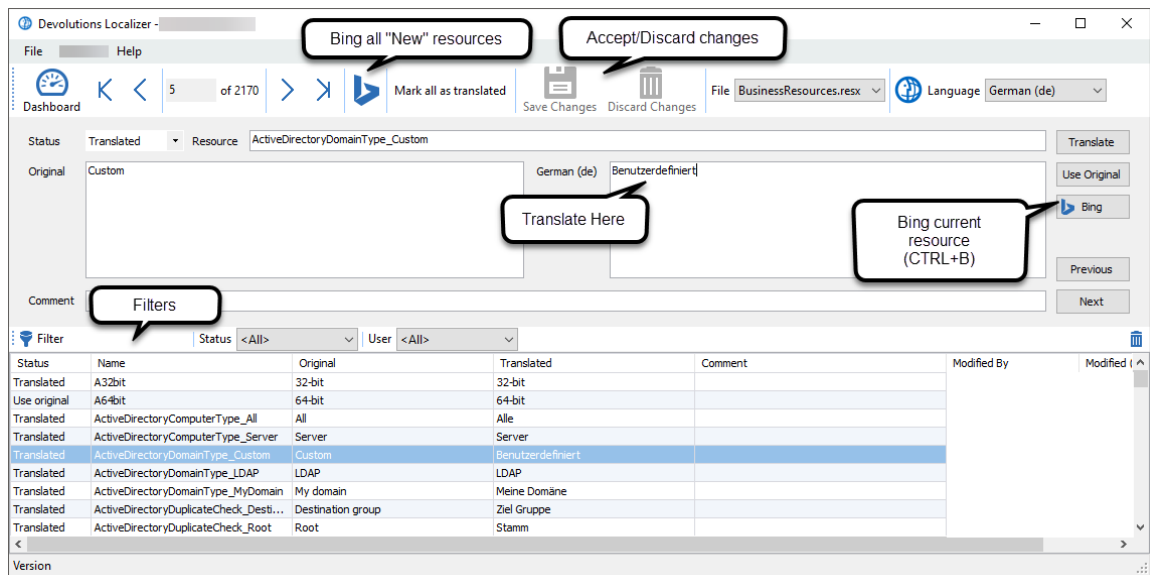 Devolutions Localizer -
File Help
Bing all "New" resources
Accept/Discard changes
Dashboard
5 of 2170
Mark all as translated
Save Changes Discard Changes
File BusinessResources.resx
Language German (de)
Status Translated Resource ActiveDirectoryDomainType_Custom Translate
Original Custom German (de) Benutzerdefiniert Use Original
Bing
Translate Here
Bing current
resource
(CTRL+B)
Previous
Comment Next
Filters
Filter Status <All> User <All>
Status Name Original Translated Comment Modified By Modified (
Translated A32bit 32-bit 32-bit
Use original A64bit 64-bit 64-bit
Translated ActiveDirectoryComputerType_All All Alle
Translated ActiveDirectoryComputerType_Server Server Server
Translated ActiveDirectoryDomainType_Custom Custom Benutzerdefiniert
Translated ActiveDirectoryDomainType_LDAP LDAP LDAP
Translated ActiveDirectoryDomainType_MyDomain My domain Meine Domäne
Translated ActiveDirectoryDuplicateCheck_Desti... Destination group Ziel Gruppe
Translated ActiveDirectoryDuplicateCheck_Root Root Stamm
Version